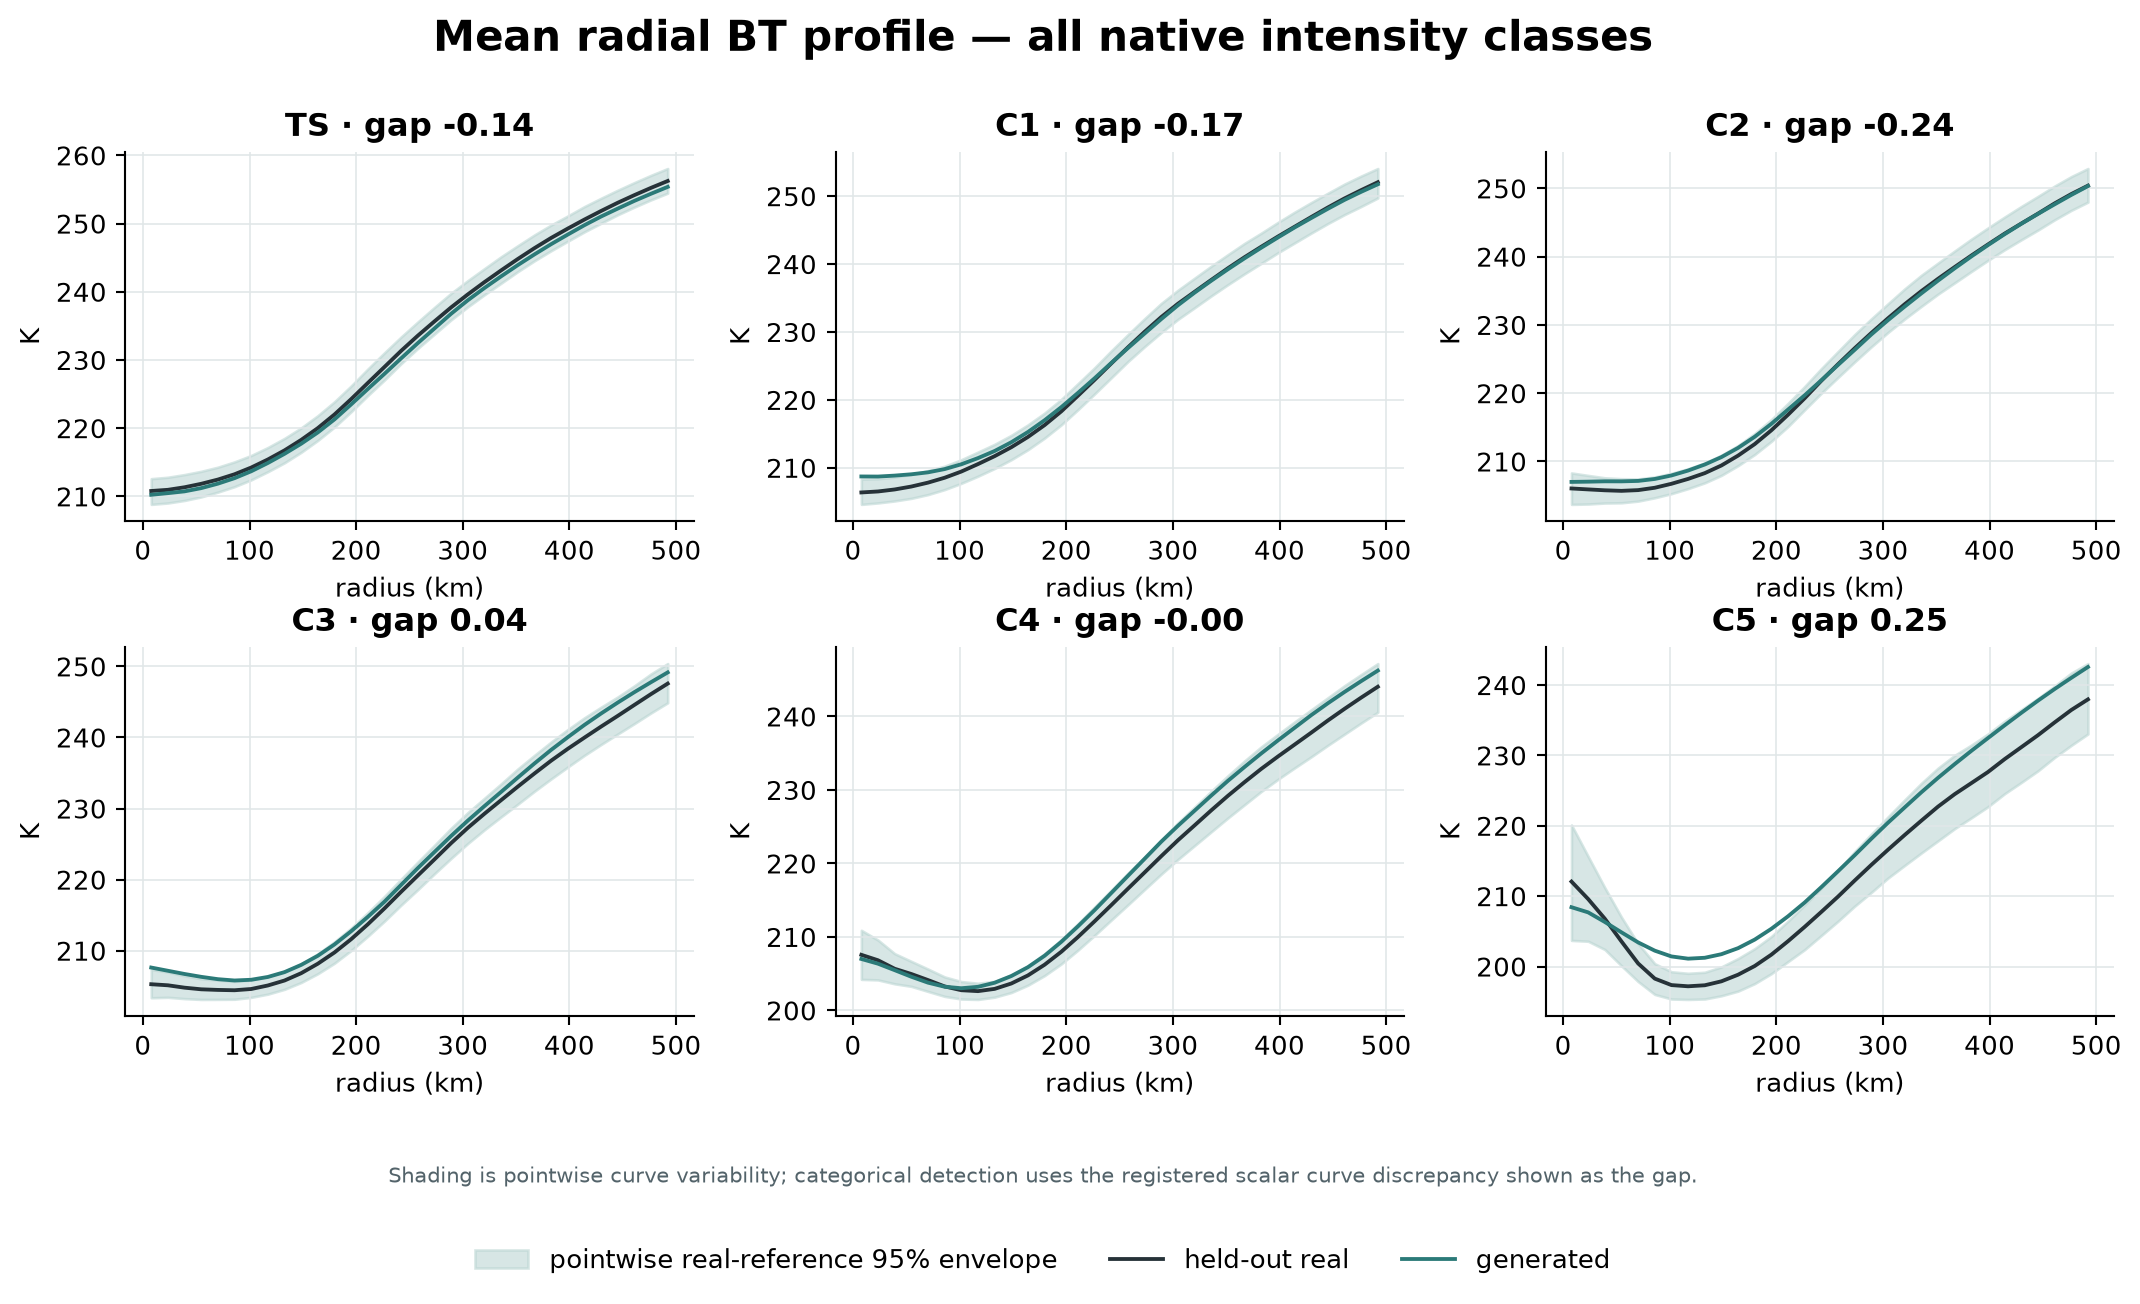 Mean radial BT profile — all native intensity classes
TS · gap -0.14
C1 · gap -0.17
C2 · gap -0.24
K
260
250
240
230
220
210
0 100 200 300 400 500
radius (km)
K
250
240
230
220
210
0 100 200 300 400 500
radius (km)
K
250
240
230
220
210
0 100 200 300 400 500
radius (km)
C3 · gap 0.04
C4 · gap -0.00
C5 · gap 0.25
K
250
240
230
220
210
0 100 200 300 400 500
radius (km)
K
240
230
220
210
200
0 100 200 300 400 500
radius (km)
K
240
230
220
210
200
0 100 200 300 400 500
radius (km)
Shading is pointwise curve variability; categorical detection uses the registered scalar curve discrepancy shown as the gap.
pointwise real-reference 95% envelope
held-out real
generated